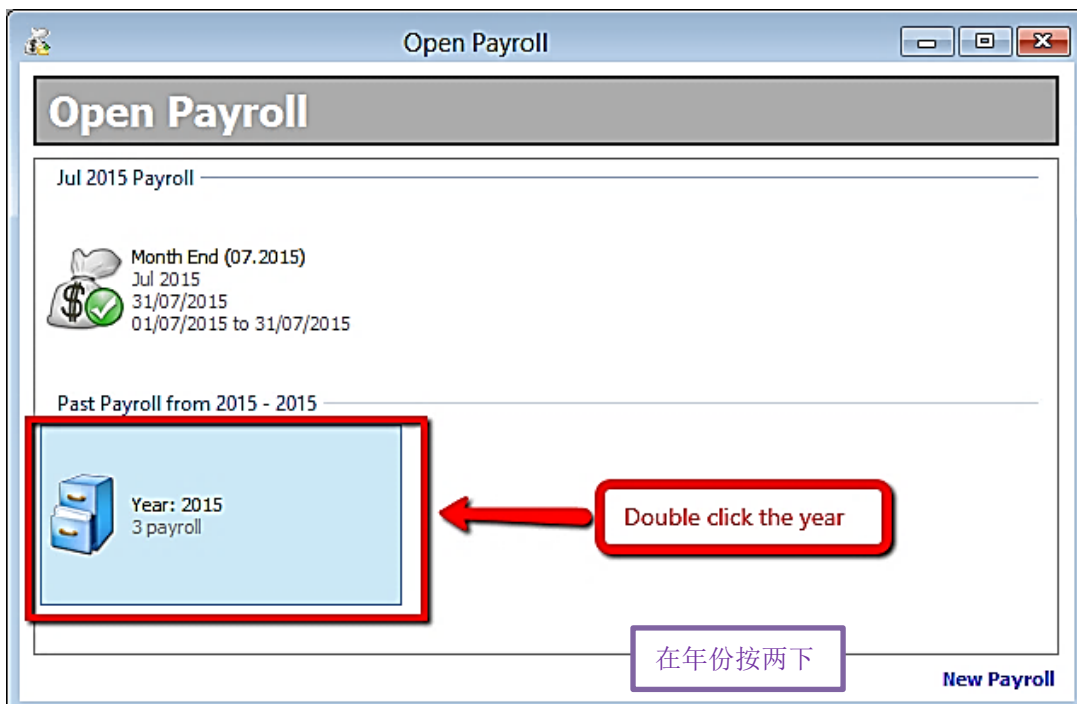 Open Payroll
Open Payroll
Jul 2015 Payroll
Month End (07.2015)
Jul 2015
31/07/2015
01/07/2015 to 31/07/2015
Past Payroll from 2015 - 2015
Year: 2015
3 payroll
Double click the year
在年份按两下
New Payroll